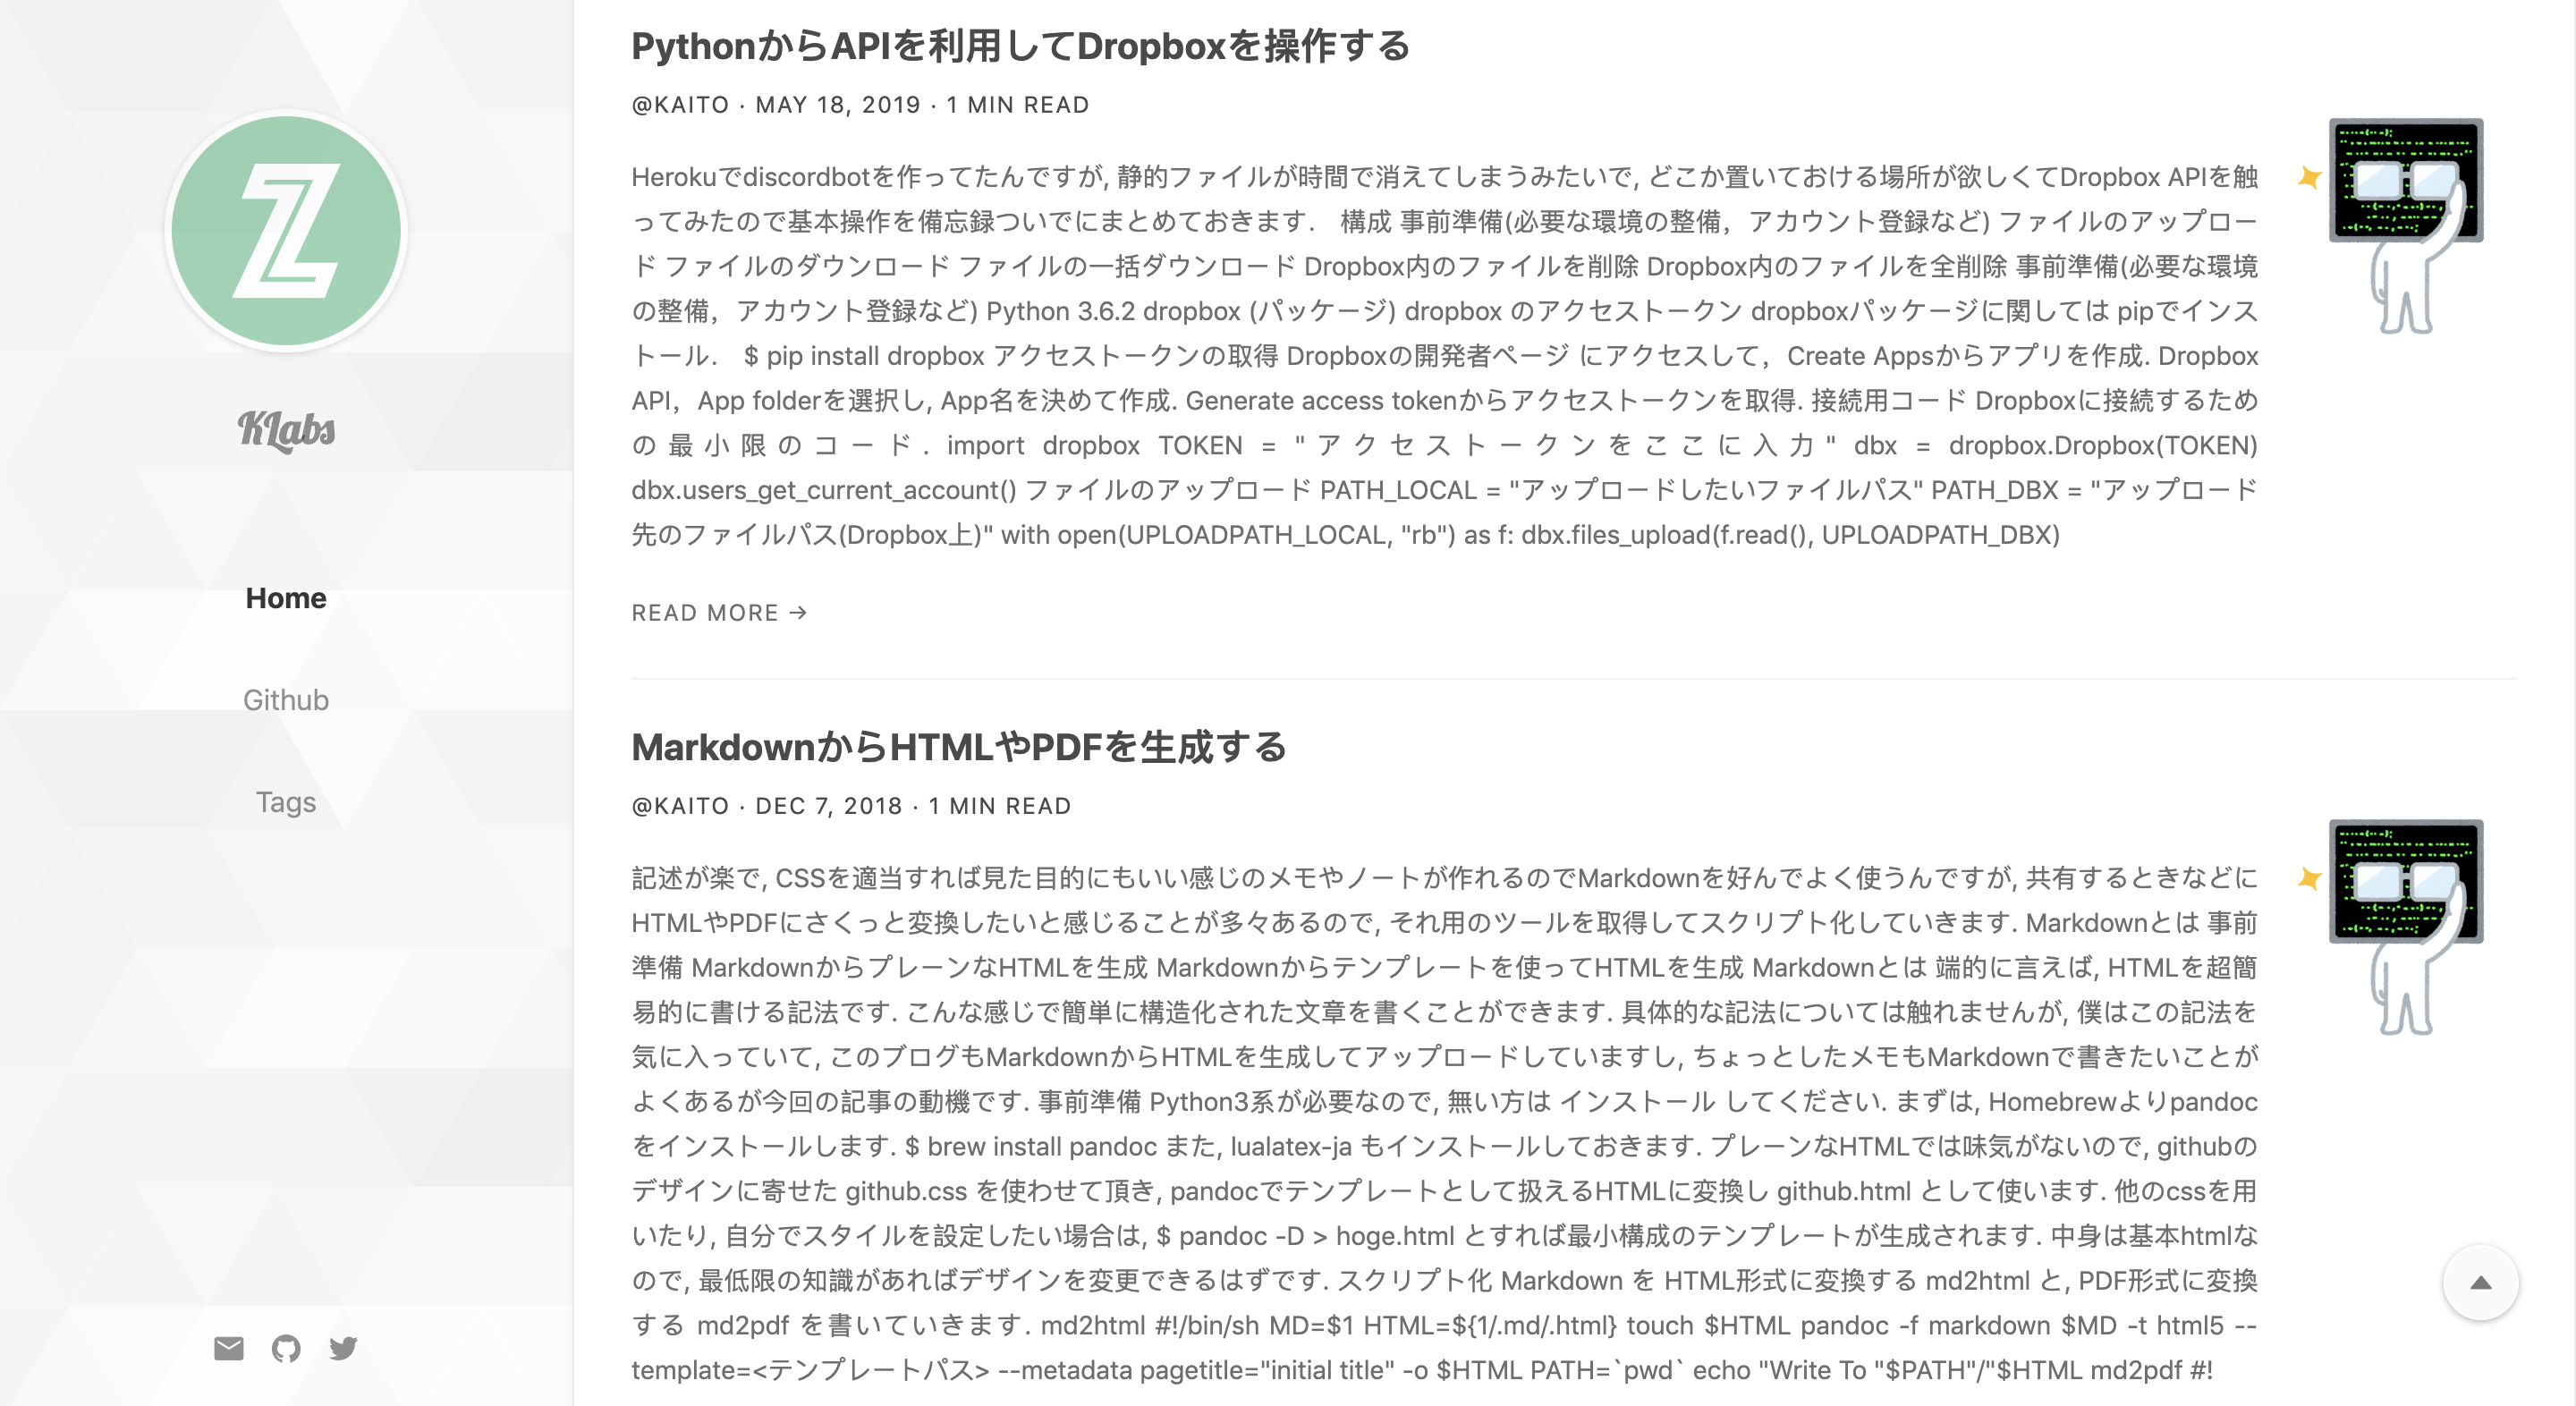 Z
KLabs
Home
Github
Tags
PythonからAPIを利用してDropboxを操作する
@KAITO · MAY 18, 2019 · 1 MIN READ
Herokuでdiscordbotを作ってたんですが, 静的ファイルが時間で消えてしまうみたいで, どこか置いておける場所が欲しくてDropbox APIを触
ってみたので基本操作を備忘録ついでにまとめておきます． 構成 事前準備(必要な環境の整備，アカウント登録など) ファイルのアップロー
ド ファイルのダウンロード ファイルの一括ダウンロード Dropbox内のファイルを削除 Dropbox内のファイルを全削除 事前準備(必要な環境
の整備，アカウント登録など) Python 3.6.2 dropbox (パッケージ) dropbox のアクセストークン dropboxパッケージに関しては pipでインス
トール． $ pip install dropbox アクセストークンの取得 Dropboxの開発者ページ にアクセスして，Create Appsからアプリを作成. Dropbox
API，App folderを選択し, App名を決めて作成. Generate access tokenからアクセストークンを取得. 接続用コード Dropboxに接続するため
の最小限のコード. import dropbox TOKEN = "アクセストークンをここに入力" dbx = dropbox.Dropbox(TOKEN)
dbx.users_get_current_account() ファイルのアップロード PATH_LOCAL = "アップロードしたいファイルパス" PATH_DBX = "アップロード
先のファイルパス(Dropbox上)" with open(UPLOADPATH_LOCAL, "rb") as f: dbx.files_upload(f.read(), UPLOADPATH_DBX)
READ MORE →
MarkdownからHTMLやPDFを生成する
@KAITO · DEC 7, 2018 · 1 MIN READ
記述が楽で, CSSを適当すれば見た目的にもいい感じのメモやノートが作れるのでMarkdownを好んでよく使うんですが, 共有するときなどに
HTMLやPDFにさくっと変換したいと感じることが多々あるので, それ用のツールを取得してスクリプト化していきます. Markdownとは 事前
準備 MarkdownからプレーンなHTMLを生成 Markdownからテンプレートを使ってHTMLを生成 Markdownとは 端的に言えば, HTMLを超簡
易的に書ける記法です. こんな感じで簡単に構造化された文章を書くことができます. 具体的な記法については触れませんが, 僕はこの記法を
気に入っていて, このブログもMarkdownからHTMLを生成してアップロードしていますし, ちょっとしたメモもMarkdownで書きたいことが
よくあるが今回の記事の動機です. 事前準備 Python3系が必要なので, 無い方は インストール してください. まずは, Homebrewよりpandoc
をインストールします. $ brew install pandoc また, lualatex-ja もインストールしておきます. プレーンなHTMLでは味気がないので, githubの
デザインに寄せた github.css を使わせて頂き, pandocでテンプレートとして扱えるHTMLに変換し github.html として使います. 他のcssを用
いたり, 自分でスタイルを設定したい場合は, $ pandoc -D > hoge.html とすれば最小構成のテンプレートが生成されます. 中身は基本htmlな
ので, 最低限の知識があればデザインを変更できるはずです. スクリプト化 Markdown を HTML形式に変換する md2html と, PDF形式に変換
する md2pdf を書いていきます. md2html #!/bin/sh MD=$1 HTML=${1/.md/.html} touch $HTML pandoc -f markdown $MD -t html5 --
template=<テンプレートパス> --metadata pagetitle="initial title" -o $HTML PATH=`pwd` echo "Write To "$PATH"/"$HTML md2pdf #!